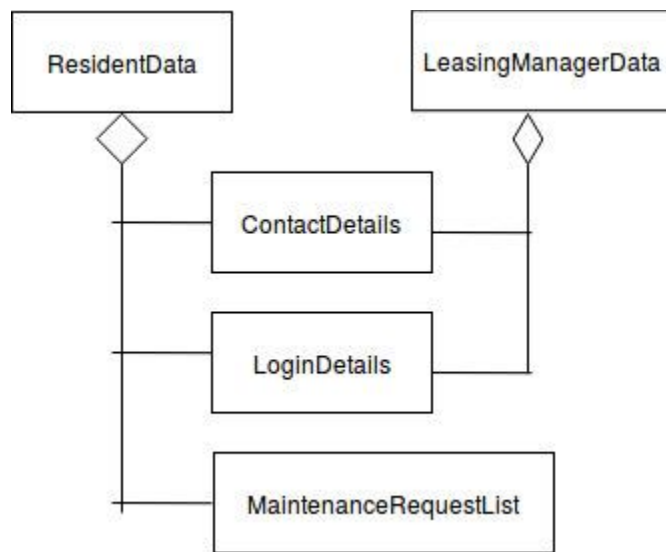 ResidentData
LeasingManagerData
ContactDetails
LoginDetails
MaintenanceRequestList